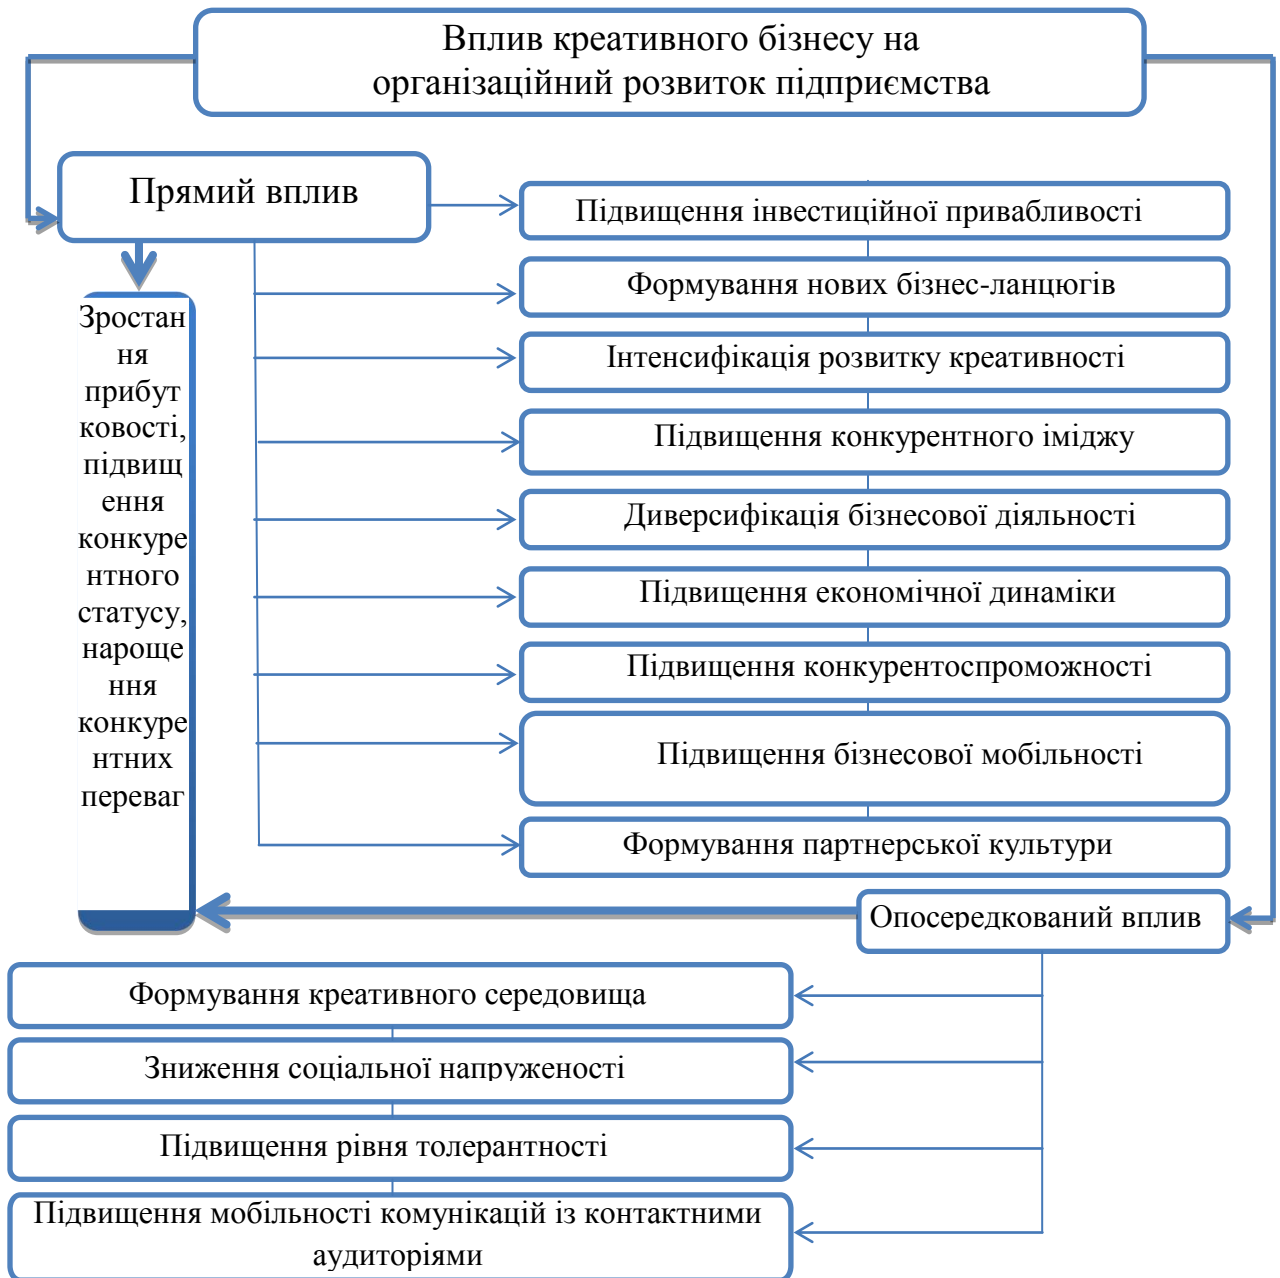 Вплив креативного бізнесу на
організаційний розвиток підприємства
Прямий вплив
Підвищення інвестиційної привабливості
Формування нових бізнес-ланцюгів
Інтенсифікація розвитку креативності
Підвищення конкурентного іміджу
Диверсифікація бізнесової діяльності
Підвищення економічної динаміки
Підвищення конкурентоспроможності
Підвищення бізнесової мобільності
Формування партнерської культури
Зростан
ня
прибут
ковості,
підвищ
ення
конкуре
нтного
статусу,
нароще
ння
конкуре
нтних
переваг
Опосередкований вплив
Формування креативного середовища
Зниження соціальної напруженості
Підвищення рівня толерантності
Підвищення мобільності комунікацій із контактними
аудиторіями